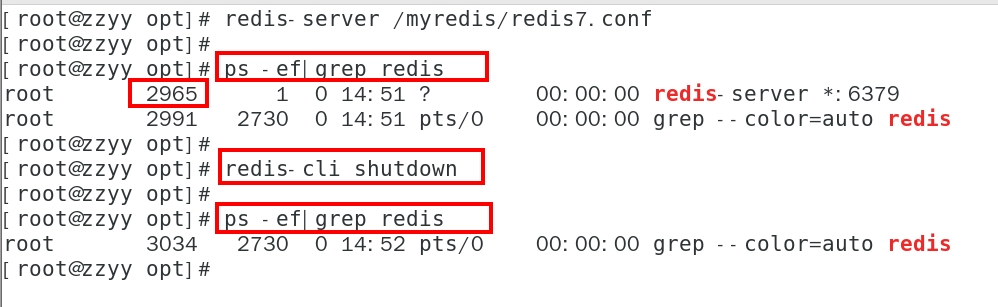 [root@zzyy opt]# redis-server /myredis/redis7.conf
[root@zzyy opt]#
[root@zzyy opt]# ps -ef|grep redis
root       2965      1  0 14:51 ?        00:00:00 redis-server *:6379
root       2991   2730  0 14:51 pts/0    00:00:00 grep --color=auto redis
[root@zzyy opt]#
[root@zzyy opt]# redis-cli shutdown
[root@zzyy opt]#
[root@zzyy opt]# ps -ef|grep redis
root       3034   2730  0 14:52 pts/0    00:00:00 grep --color=auto redis
[root@zzyy opt]#